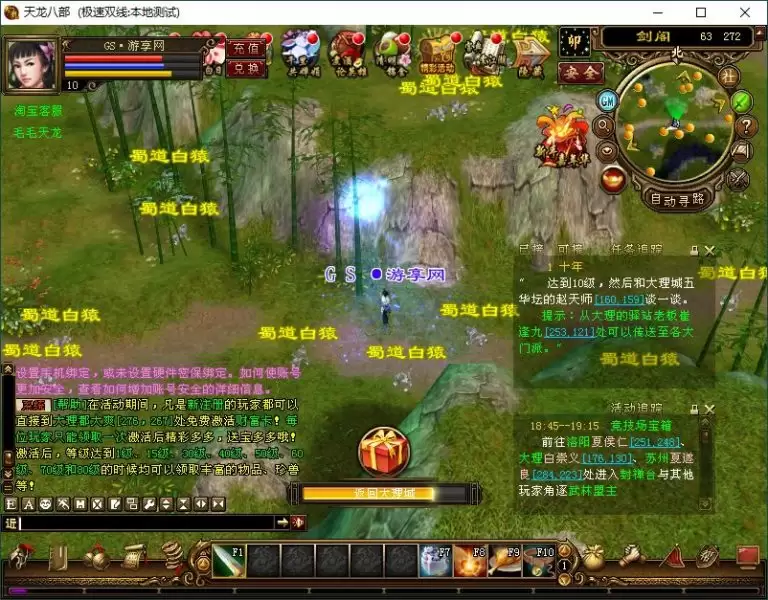 天龙八部 (极速双线:本地测试)
GS·游享网
10
淘宝客服
毛毛天龙
充值
兑换
精彩活动
卯
安全
剑阁
63 272
北
社
GM
?
自动寻路
蜀道白猿
蜀道白猿
蜀道白猿
蜀道白猿
蜀道白猿
蜀道白猿
蜀道白猿
蜀道白猿
蜀道白猿
蜀道白猿
蜀道白猿
GS·游享网
已接 可接 任务追踪
1 十年
“ 达到10级，然后和大理城五
华坛的赵天师[160,159]谈一谈。
提示：从大理的驿站老板崔
逢九[253,121]处可以传送至各大
门派。”
活动追踪
18:45--19:15 竞技场宝箱
前往洛阳夏侯仁[251,248]、
大理白崇义[176,130]、苏州夏道
良[284,223]处进入封禅台与其他
玩家角逐武林盟主
设置手机绑定，或未设置硬件密保绑定。如何使账号
更加安全，查看如何增加账号安全的详细信息。
[帮助]在活动期间，凡是新注册的玩家都可以
直接到大理都大爽[276，267]处免费激活财富卡！每
位玩家只能领取一次激活后精彩多多，送宝多多哦！
激活后，等级达到1级、15级、30级、40级、50级、60
级、70级和80级的时候均可以领取丰富的物品、珍兽
等！
返回大理城
近
F1
F7
F8
F9
F10
1